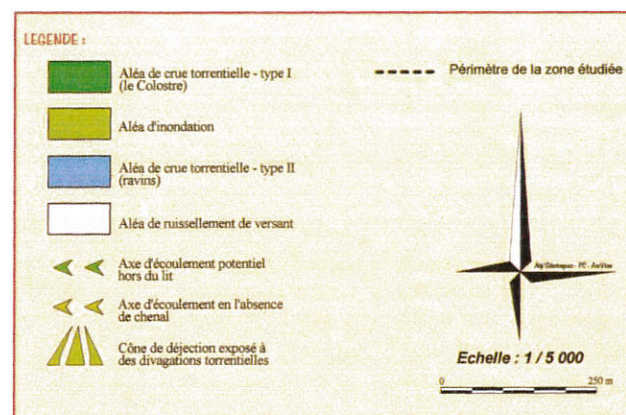 LEGENDE :
Aléa de crue torrentielle - type I
(le Colostre)
Aléa d'inondation
Aléa de crue torrentielle - type II
(ravins)
Aléa de ruissellement de versant
Axe d'écoulement potentiel
hors du lit
Axe d'écoulement en l'absence
de chenal
Cône de déjection exposé à
des divagations torrentielles
Périmètre de la zone étudiée
Echelle : 1 / 5 000
0 250 m